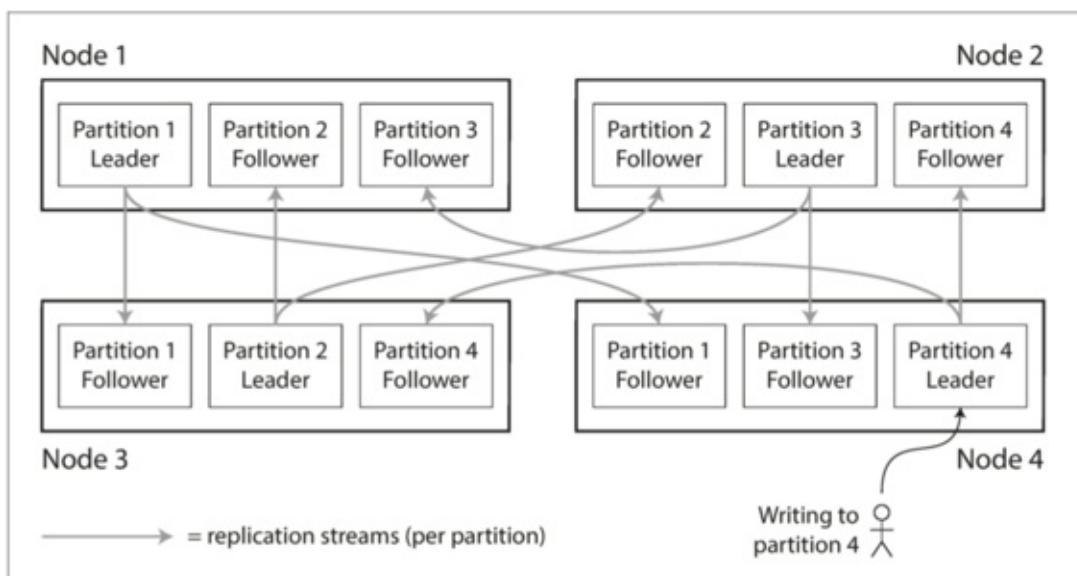 Node 1
Node 2
Partition 1
Leader
Partition 2
Follower
Partition 3
Follower
Partition 2
Follower
Partition 3
Leader
Partition 4
Follower
Partition 1
Follower
Partition 2
Leader
Partition 4
Follower
Partition 1
Follower
Partition 3
Follower
Partition 4
Leader
Node 3
Node 4
= replication streams (per partition)
Writing to
partition 4